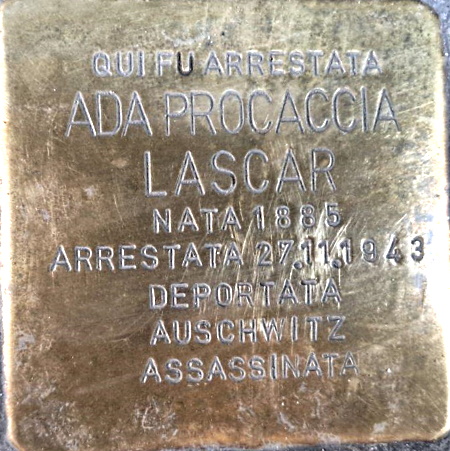 QUI FU ARRESTATA
ADA PROCACCIA
LASCAR
NATA 1885
ARRESTATA 27.11.1943
DEPORTATA
AUSCHWITZ
ASSASSINATA